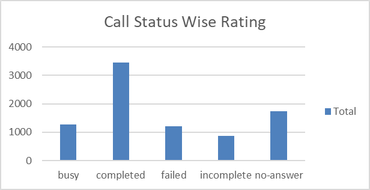 Call Status Wise Rating
4000
3000
2000
1000
0
busy completed failed incomplete no-answer
Total